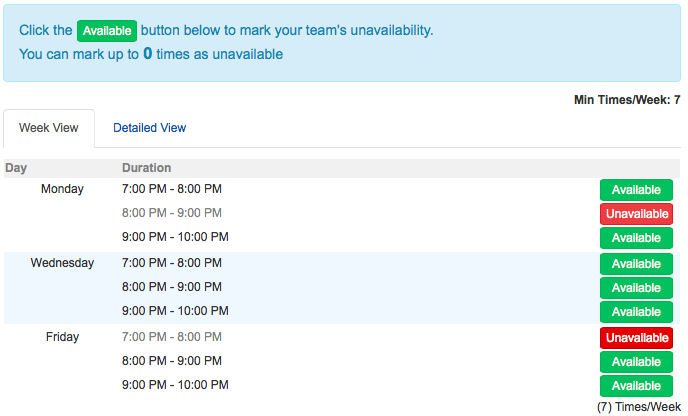 Click the Available button below to mark your team's unavailability.
You can mark up to 0 times as unavailable
Min Times/Week: 7
Week View Detailed View
Day Duration
Monday 7:00 PM - 8:00 PM Available
8:00 PM - 9:00 PM Unavailable
9:00 PM - 10:00 PM Available
Wednesday 7:00 PM - 8:00 PM Available
8:00 PM - 9:00 PM Available
9:00 PM - 10:00 PM Available
Friday 7:00 PM - 8:00 PM Unavailable
8:00 PM - 9:00 PM Available
9:00 PM - 10:00 PM Available
(7) Times/Week